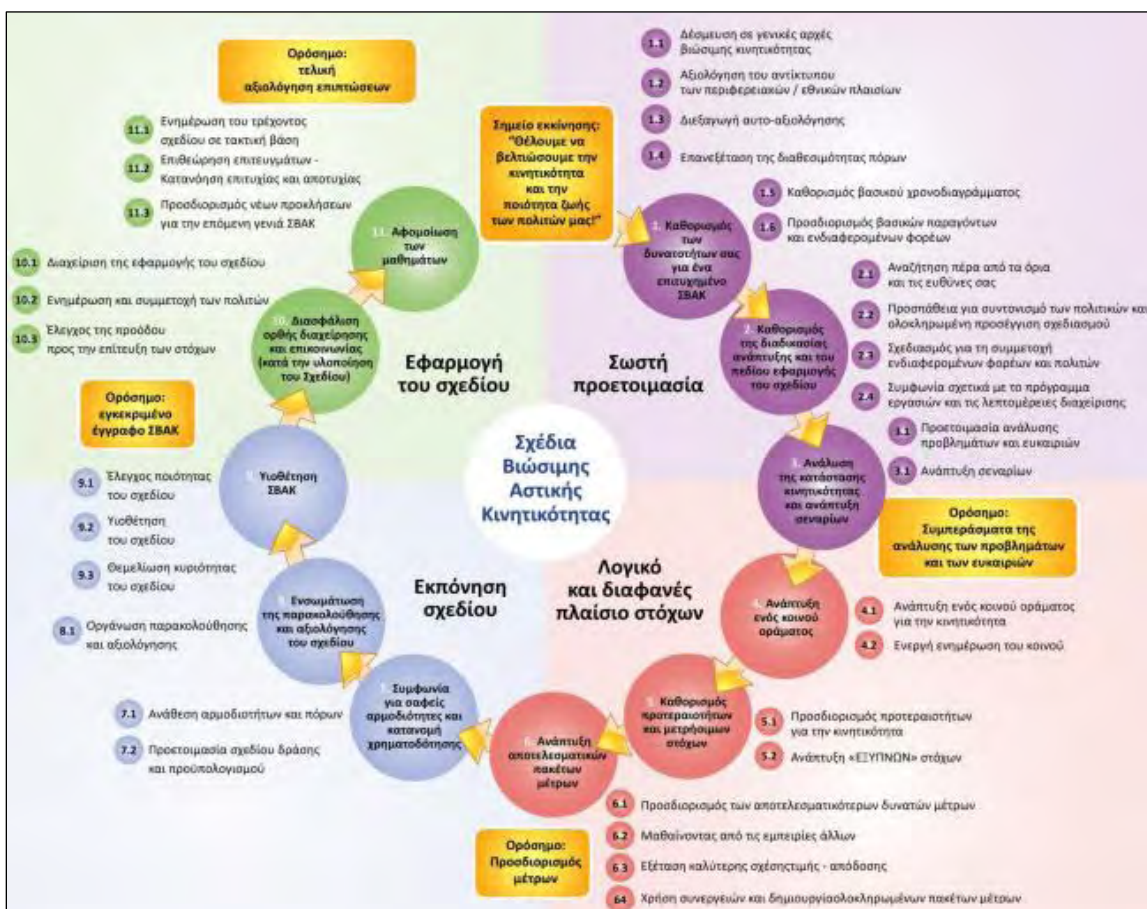 Ορόσημο:
τελική
αξιολόγηση επιπτώσεων
11.1 Ενημέρωση του τρέχοντος
σχεδίου σε τακτική βάση
11.2 Επιθεώρηση επιτευγμάτων -
Κατανόηση επιτυχίας και αποτυχίας
11.3 Προσδιορισμός νέων προκλήσεων
για την επόμενη γενιά ΣΒΑΚ
10.1 Διαχείριση της εφαρμογής του σχεδίου
10.2 Ενημέρωση και συμμετοχή των πολιτών
10.3 Έλεγχος της προόδου
προς την επίτευξη των στόχων
11. Αφομοίωση
των
μαθημάτων
10. Διασφάλιση
ορθής διαχείρησης
και επικοινωνίας
(κατά την υλοποίηση
του Σχεδίου)
Εφαρμογή
του σχεδίου
Σημείο εκκίνησης:
"Θέλουμε να
βελτιώσουμε την
κινητικότητα
και την
ποιότητα ζωής
των πολιτών μας!"
1.1 Δέσμευση σε γενικές αρχές
βιώσιμης κινητικότητας
1.2 Αξιολόγηση του αντίκτυπου
των περιφερειακών / εθνικών πλαισίων
1.3 Διεξαγωγή αυτο-αξιολόγησης
1.4 Επανεξέταση της διαθεσιμότητας πόρων
1.5 Καθορισμός βασικού χρονοδιαγράμματος
1.6 Προσδιορισμός βασικών παραγόντων
και ενδιαφερομένων φορέων
1. Καθορισμός
των
δυνατοτήτων σας
για ένα
επιτυχημένο
ΣΒΑΚ
2.1 Αναζήτηση πέρα από τα όρια
και τις ευθύνες σας
2.2 Προσπάθεια για συντονισμό των πολιτικών και
ολοκληρωμένη προσέγγιση σχεδιασμού
2.3 Σχεδιασμός για τη συμμετοχή
ενδιαφερομένων φορέων και πολιτών
2.4 Συμφωνία σχετικά με το πρόγραμμα
εργασιών και τις λεπτομέρειες διαχείρισης
2. Καθορισμός
της διαδικασίας
ανάπτυξης και του
πεδίου εφαρμογής
του σχεδίου
Σωστή
προετοιμασία
3.1 Προετοιμασία ανάλυσης
προβλημάτων και ευκαιριών
3.1 Ανάπτυξη σεναρίων
3. Ανάλυση
της κατάστασης
κινητικότητας
και ανάπτυξη
σεναρίων
Ορόσημο:
Συμπεράσματα της
ανάλυσης των προβλημάτων
και των ευκαιριών
Σχέδια
Βιώσιμης
Αστικής
Κινητικότητας
Ορόσημο:
εγκεκριμένο
έγγραφο ΣΒΑΚ
9.1 Έλεγχος ποιότητας
του σχεδίου
9.2 Υιοθέτηση
του σχεδίου
9.3 Θεμελίωση κυριότητας
του σχεδίου
9. Υιοθέτηση
ΣΒΑΚ
8.1 Οργάνωση παρακολούθησης
και αξιολόγησης
8. Ενσωμάτωση
της παρακολούθησης
και αξιολόγησης
του σχεδίου
Εκπόνηση
σχεδίου
7.1 Ανάθεση αρμοδιοτήτων και πόρων
7.2 Προετοιμασία σχεδίου δράσης
και προϋπολογισμού
7. Συμφωνία
για σαφείς
αρμοδιότητες και
κατανομή
χρηματοδότησης
Λογικό
και διαφανές
πλαίσιο στόχων
4. Ανάπτυξη
ενός κοινού
οράματος
4.1 Ανάπτυξη ενός κοινού οράματος
για την κινητικότητα
4.2 Ενεργή ενημέρωση του κοινού
5. Καθορισμός
προτεραιοτήτων
και μετρήσιμων
στόχων
5.1 Προσδιορισμός προτεραιοτήτων
για την κινητικότητα
5.2 Ανάπτυξη «ΕΞΥΠΝΩΝ» στόχων
6. Ανάπτυξη
αποτελεσματικών
πακέτων
μέτρων
Ορόσημο:
Προσδιορισμός
μέτρων
6.1 Προσδιορισμός των αποτελεσματικότερων δυνατών μέτρων
6.2 Μαθαίνοντας από τις εμπειρίες άλλων
6.3 Εξέταση καλύτερης σχέσηςτιμής - απόδοσης
64 Χρήση συνεργειών και δημιουργίαολοκληρωμένων πακέτων μέτρων